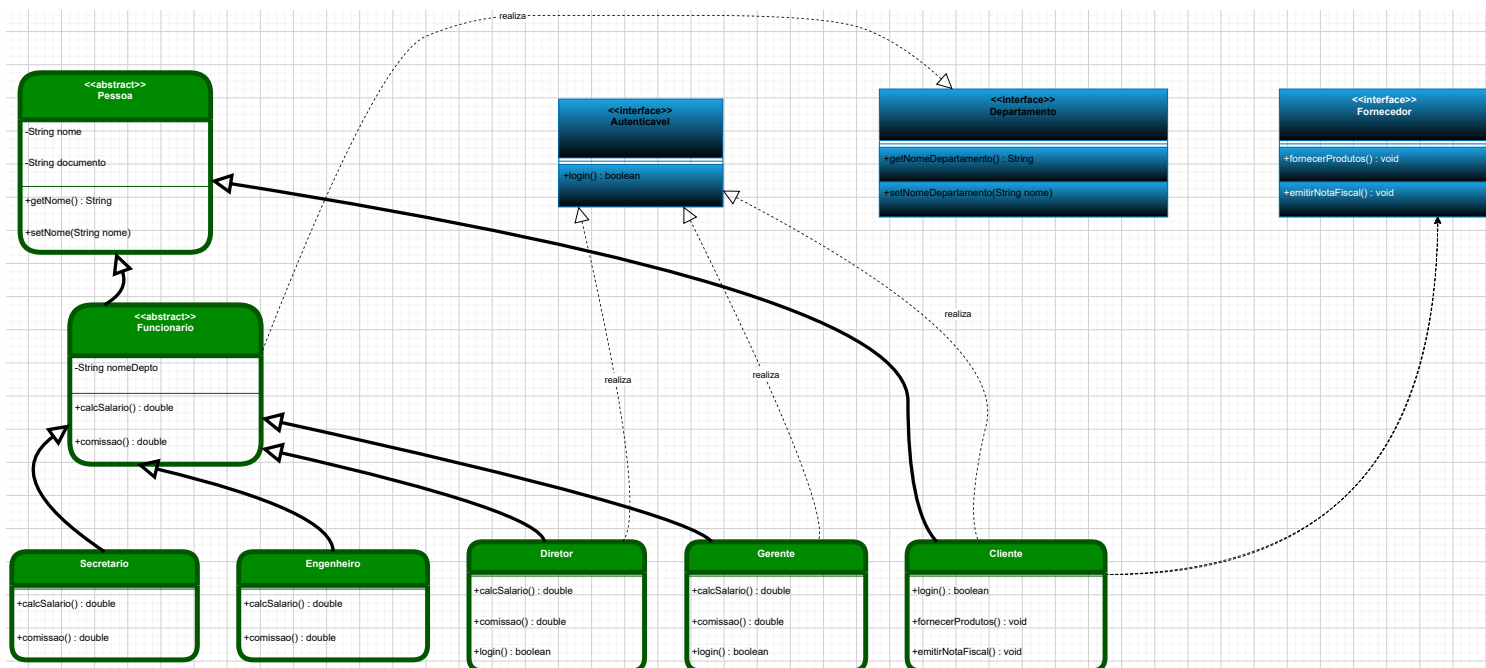 realiza
<<abstract>>
Pessoa
-String nome
-String documento
+getNome() : String
+setNome(String nome)
<<interface>>
Autenticavel
+login() : boolean
<<interface>>
Departamento
+getNomeDepartamento() : String
+setNomeDepartamento(String nome)
<<interface>>
Fornecedor
+fornecerProdutos() : void
+emitirNotaFiscal() : void
<<abstract>>
Funcionario
-String nomeDepto
+calcSalario() : double
+comissao() : double
realiza
realiza
realiza
Secretario
+calcSalario() : double
+comissao() : double
Engenheiro
+calcSalario() : double
+comissao() : double
Diretor
+calcSalario() : double
+comissao() : double
+login() : boolean
Gerente
+calcSalario() : double
+comissao() : double
+login() : boolean
Cliente
+login() : boolean
+fornecerProdutos() : void
+emitirNotaFiscal() : void